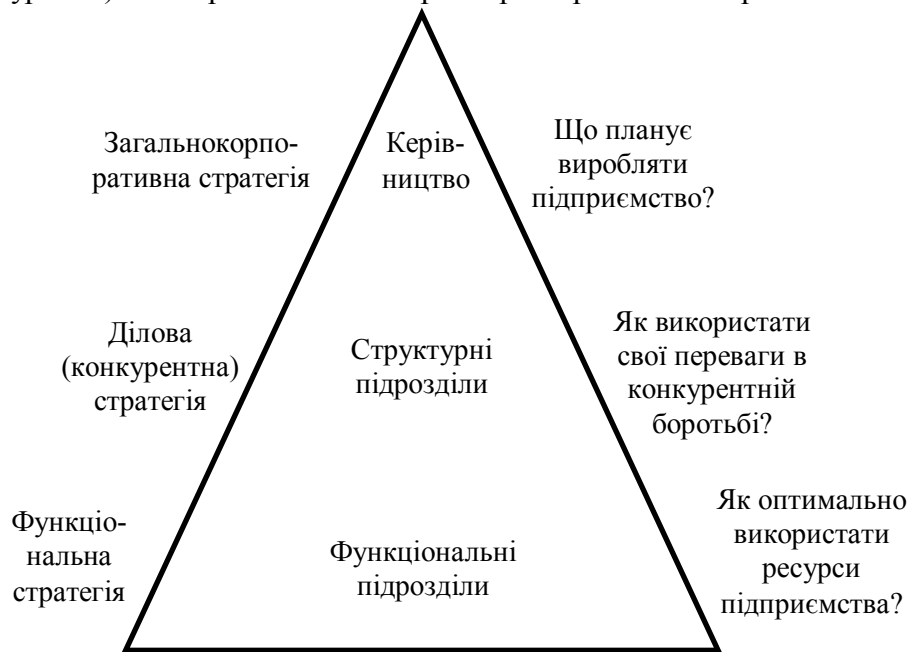 Загальнокорпо-
ративна стратегія
Керів-
ництво
Що планує
виробляти
підприємство?
Ділова
(конкурентна)
стратегія
Структурні
підрозділи
Як використати
свої переваги в
конкурентній
боротьбі?
Функціо-
нальна
стратегія
Функціональні
підрозділи
Як оптимально
використати
ресурси
підприємства?